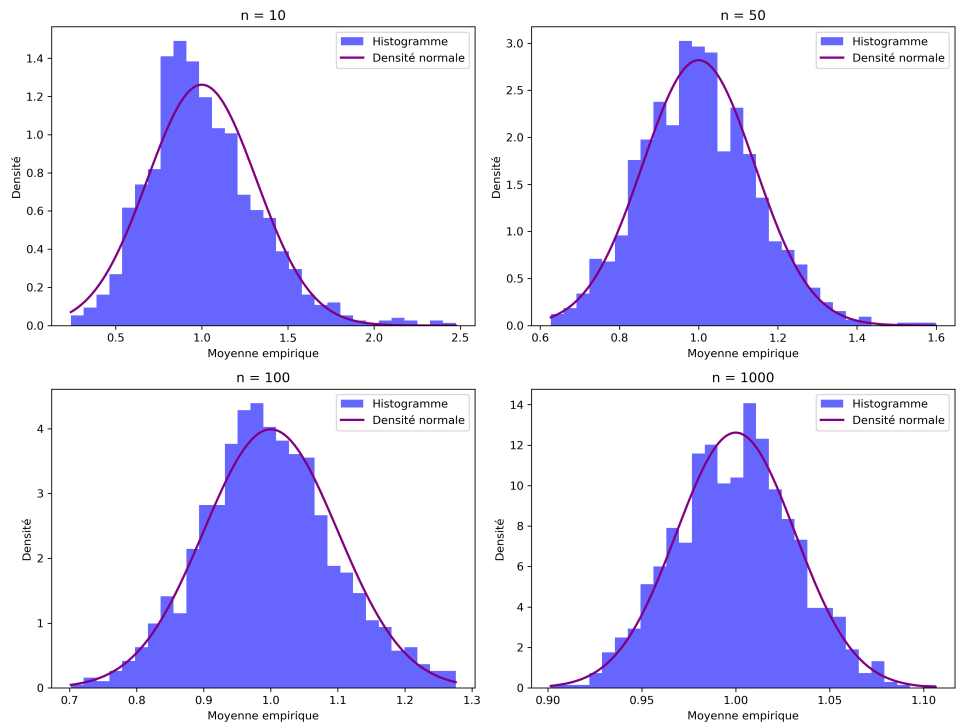 n = 10
Histogramme
Densité normale
Densité
1.4
1.2
1.0
0.8
0.6
0.4
0.2
0.0
0.5 1.0 1.5 2.0 2.5
Moyenne empirique
n = 50
Histogramme
Densité normale
Densité
3.0
2.5
2.0
1.5
1.0
0.5
0.0
0.6 0.8 1.0 1.2 1.4 1.6
Moyenne empirique
n = 100
Histogramme
Densité normale
Densité
4
3
2
1
0
0.7 0.8 0.9 1.0 1.1 1.2 1.3
Moyenne empirique
n = 1000
Histogramme
Densité normale
Densité
14
12
10
8
6
4
2
0
0.90 0.95 1.00 1.05 1.10
Moyenne empirique